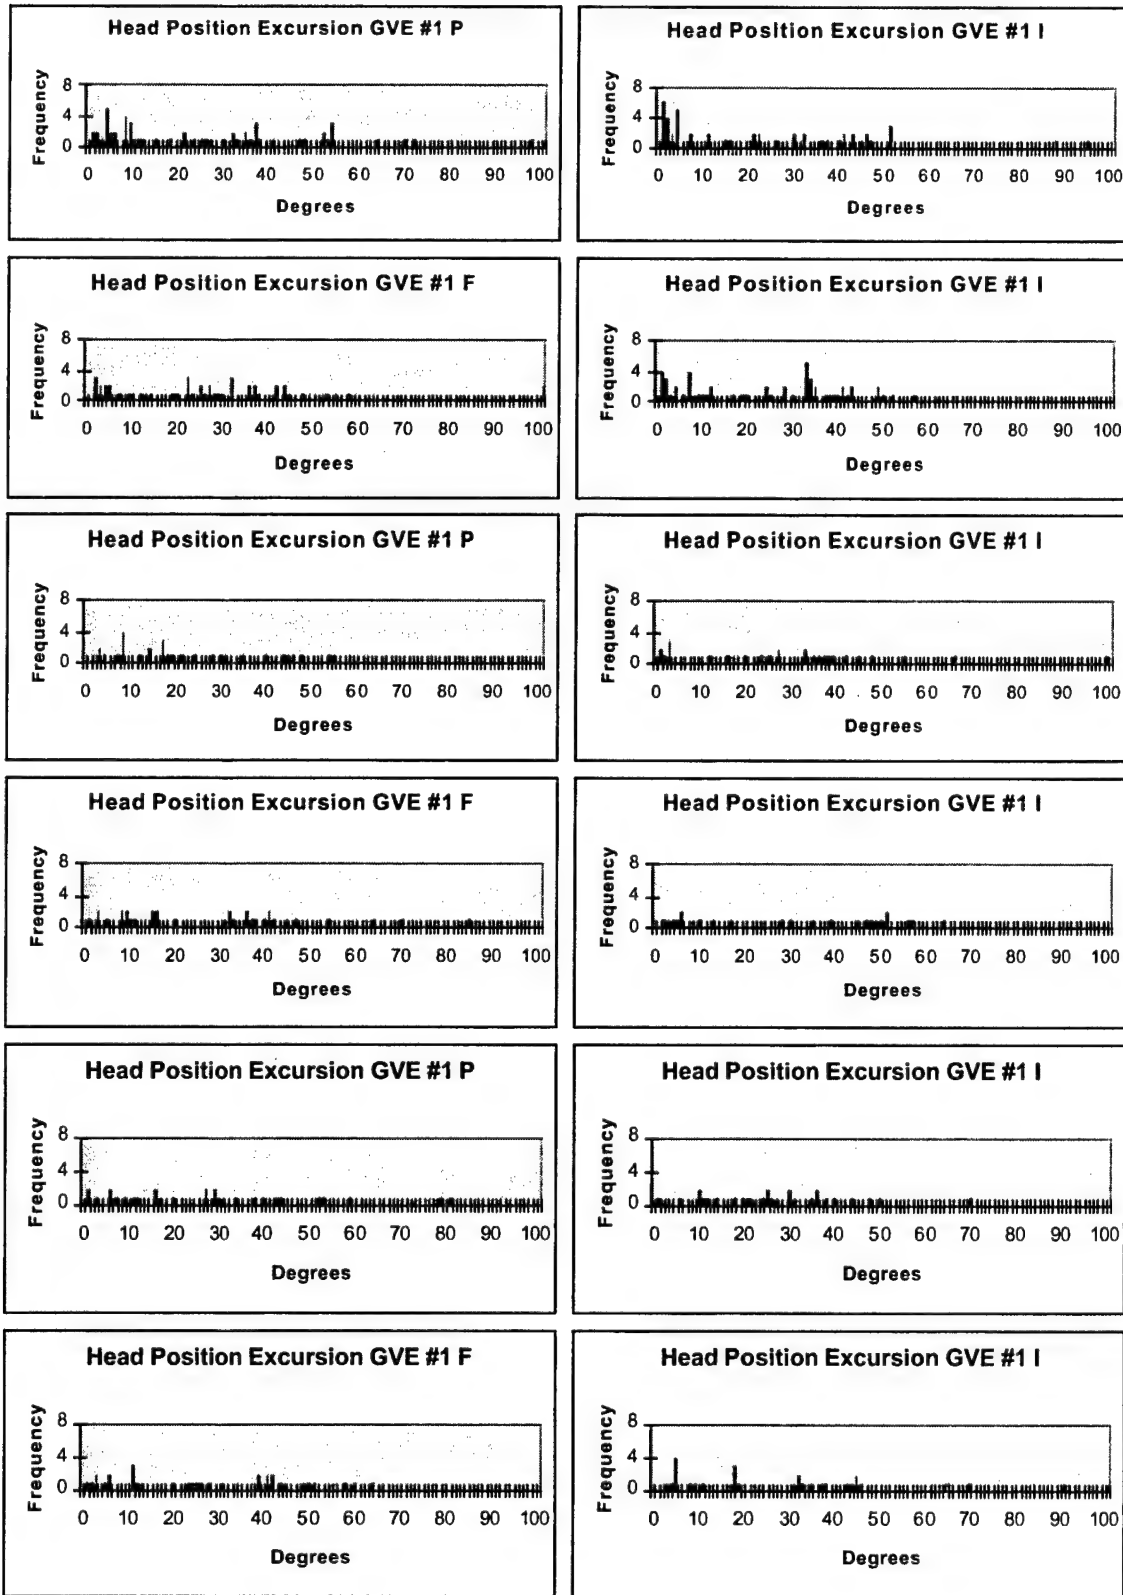 Head Position Excursion GVE #1 P
Frequency
8
4
0
0 10 20 30 40 50 60 70 80 90 100
Degrees
Head Position Excursion GVE #1 I
Frequency
8
4
0
0 10 20 30 40 50 60 70 80 90 100
Degrees
Head Position Excursion GVE #1 F
Frequency
8
4
0
0 10 20 30 40 50 60 70 80 90 100
Degrees
Head Position Excursion GVE #1 I
Frequency
8
4
0
0 10 20 30 40 50 60 70 80 90 100
Degrees
Head Position Excursion GVE #1 P
Frequency
8
4
0
0 10 20 30 40 50 60 70 80 90 100
Degrees
Head Position Excursion GVE #1 I
Frequency
8
4
0
0 10 20 30 40 50 60 70 80 90 100
Degrees
Head Position Excursion GVE #1 F
Frequency
8
4
0
0 10 20 30 40 50 60 70 80 90 100
Degrees
Head Position Excursion GVE #1 I
Frequency
8
4
0
0 10 20 30 40 50 60 70 80 90 100
Degrees
Head Position Excursion GVE #1 P
Frequency
8
4
0
0 10 20 30 40 50 60 70 80 90 100
Degrees
Head Position Excursion GVE #1 I
Frequency
8
4
0
0 10 20 30 40 50 60 70 80 90 100
Degrees
Head Position Excursion GVE #1 F
Frequency
8
4
0
0 10 20 30 40 50 60 70 80 90 100
Degrees
Head Position Excursion GVE #1 I
Frequency
8
4
0
0 10 20 30 40 50 60 70 80 90 100
Degrees